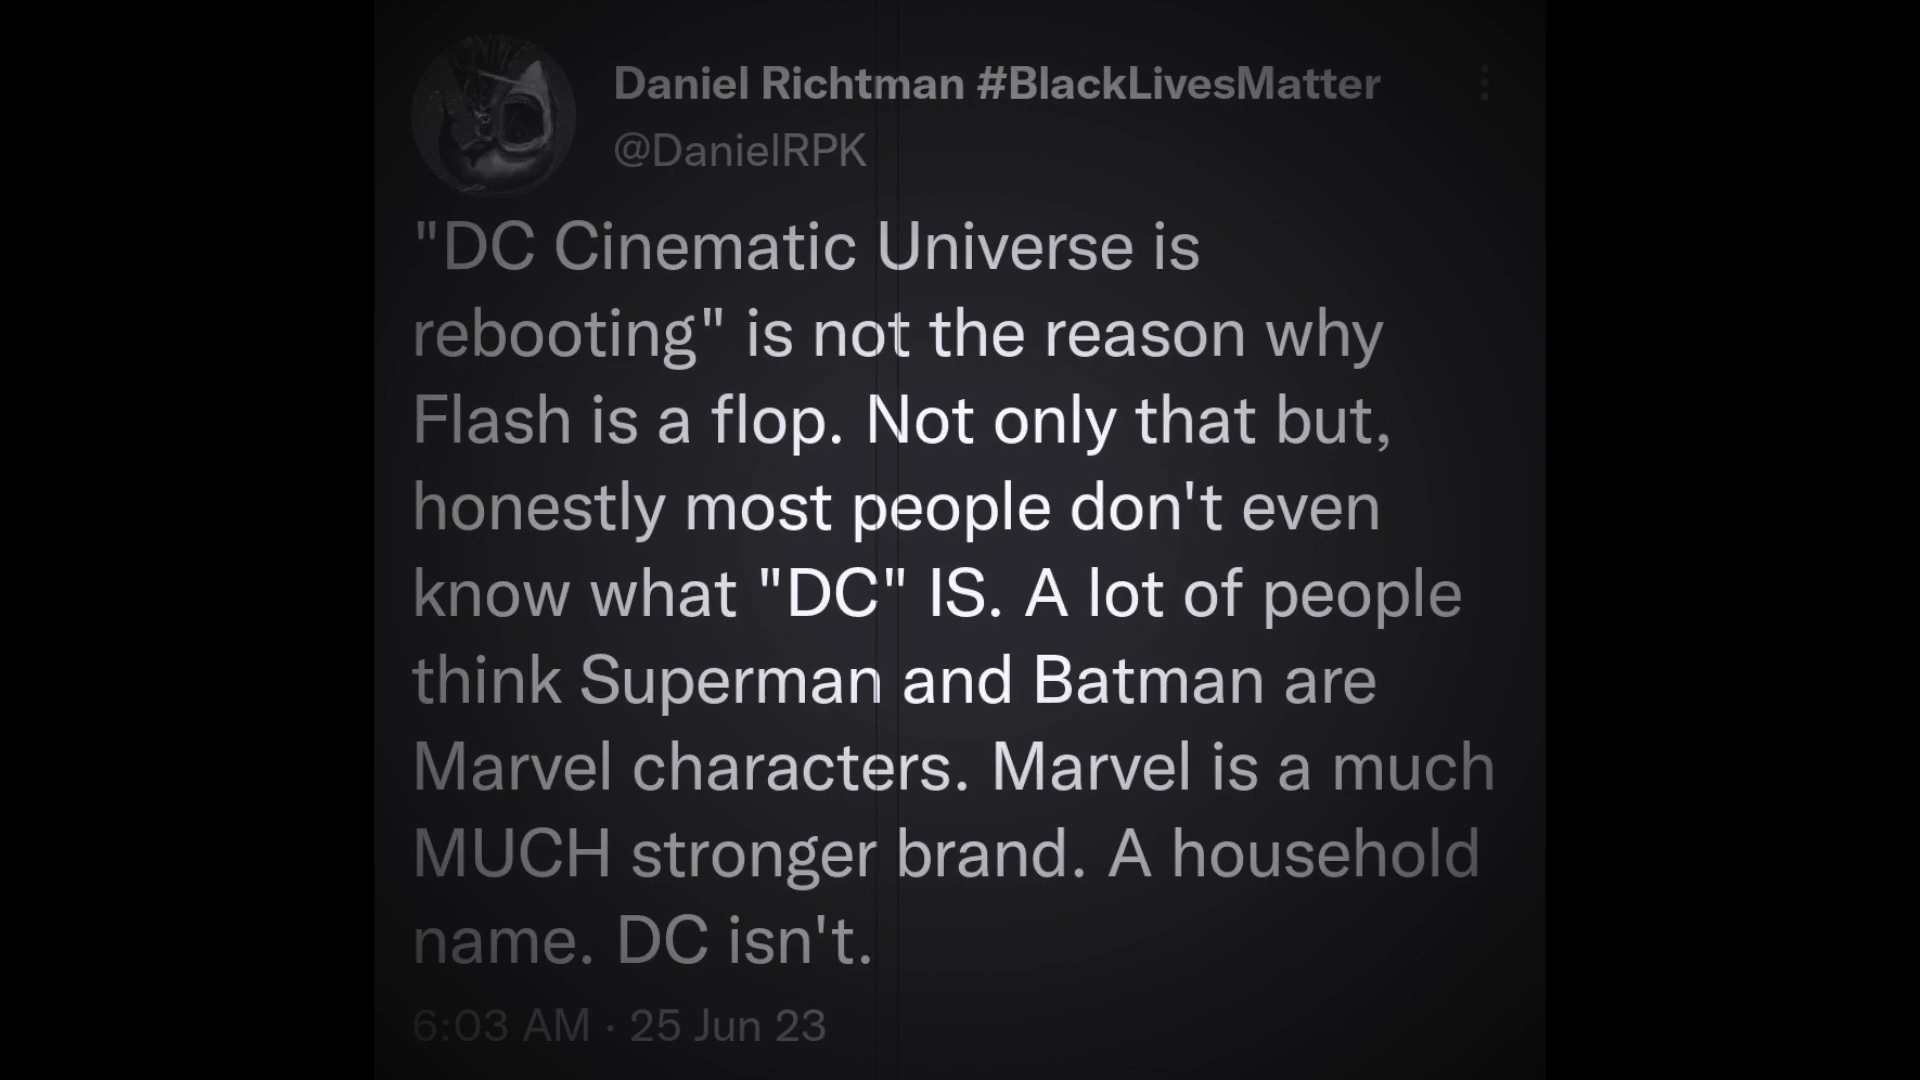 Daniel Richtman #BlackLivesMatter
@DanielRPK
"DC Cinematic Universe is
rebooting" is not the reason why
Flash is a flop. Not only that but,
honestly most people don't even
know what "DC" IS. A lot of people
think Superman and Batman are
Marvel characters. Marvel is a much
MUCH stronger brand. A household
name. DC isn't.
6:03 AM · 25 Jun 23